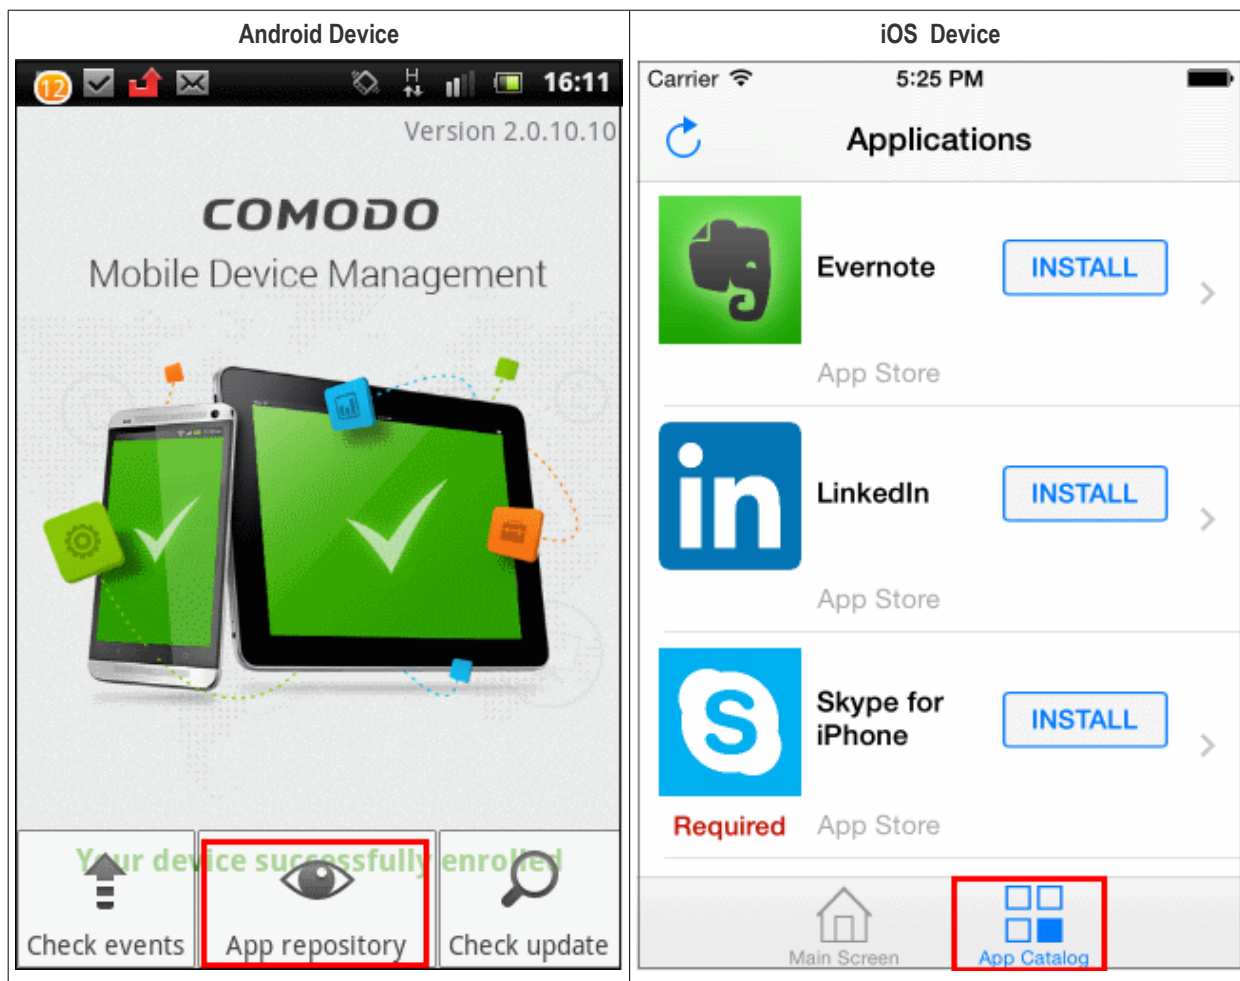 Android Device
12
H
16:11
Version 2.0.10.10
COMODO
Mobile Device Management
Your device successfully enrolled
Check events
App repository
Check update
iOS Device
Carrier
5:25 PM
Applications
Evernote
INSTALL
App Store
in
LinkedIn
INSTALL
App Store
S
Skype for
iPhone
INSTALL
Required
App Store
Main Screen
App Catalog